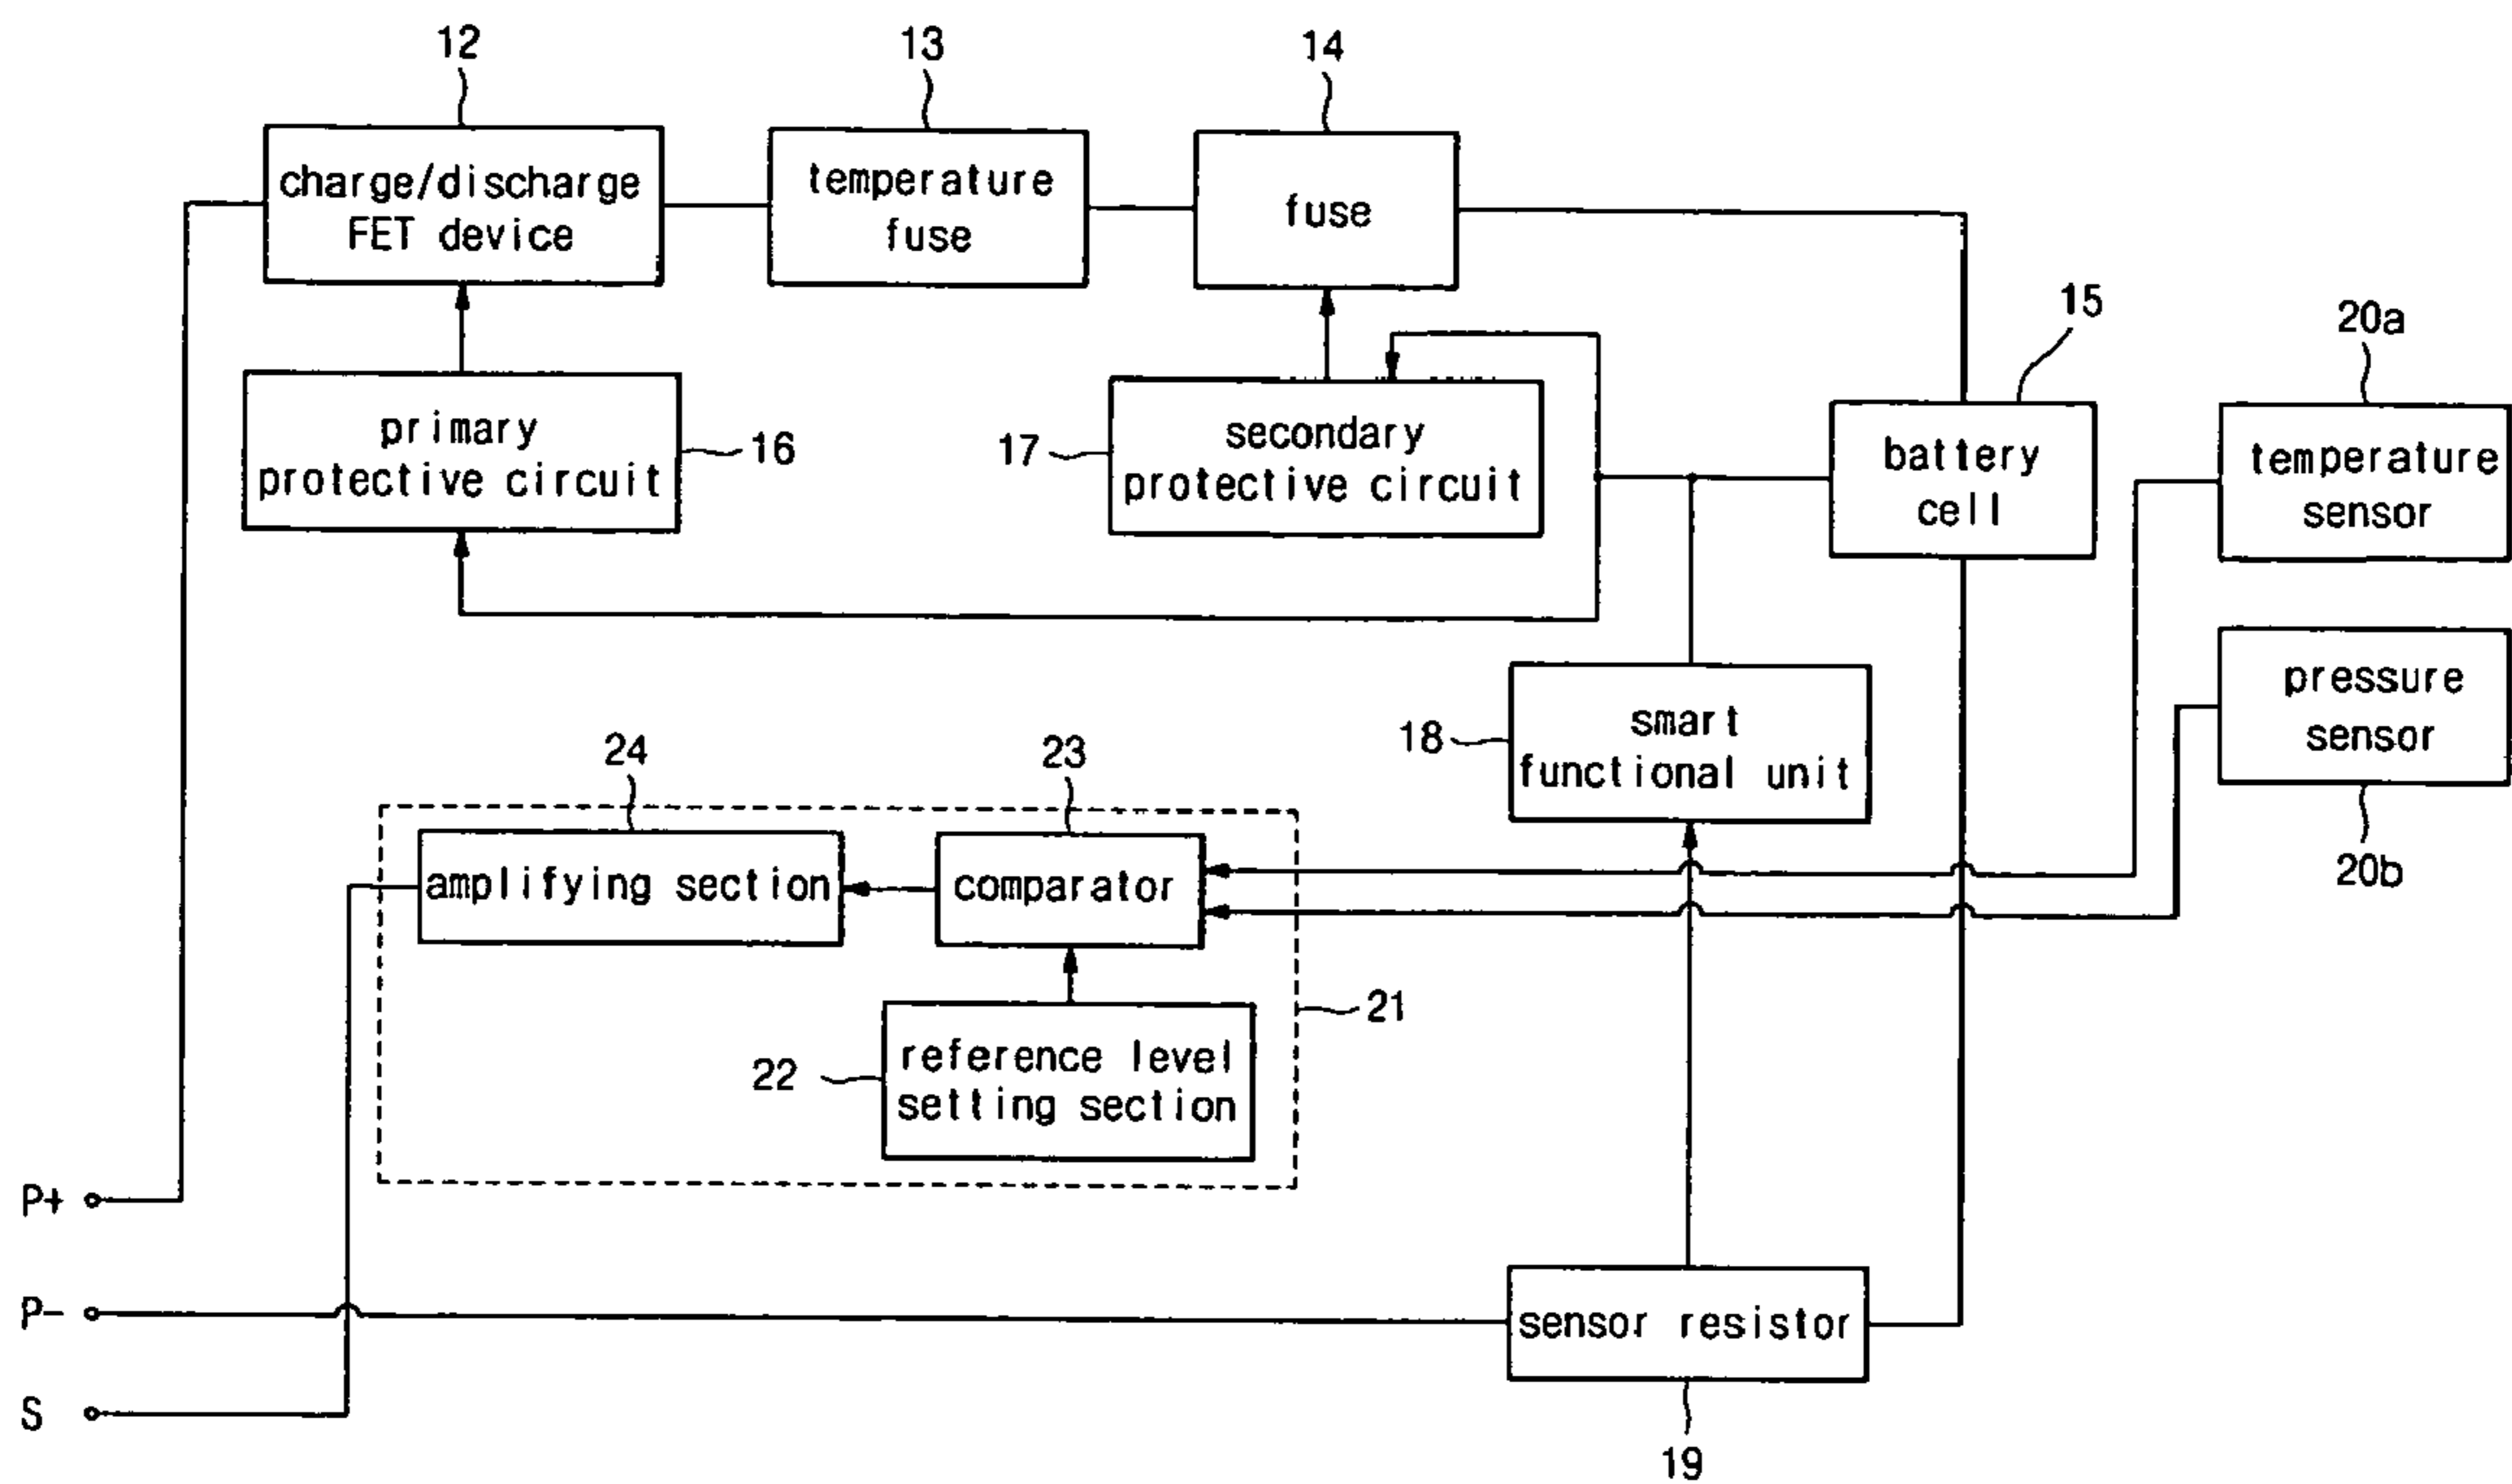 12
13
14
charge/discharge
FET device
temperature
fuse
fuse
15
20a
primary
protective circuit
16
17
secondary
protective circuit
battery
cell
temperature
sensor
pressure
sensor
20b
18
smart
functional unit
24
23
amplifying section
comparator
21
22
reference level
setting section
P+
P-
S
sensor resistor
19